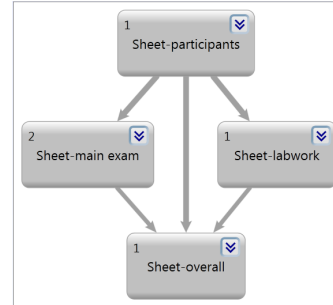 1
Sheet-participants
2
Sheet-main exam
1
Sheet-labwork
1
Sheet-overall